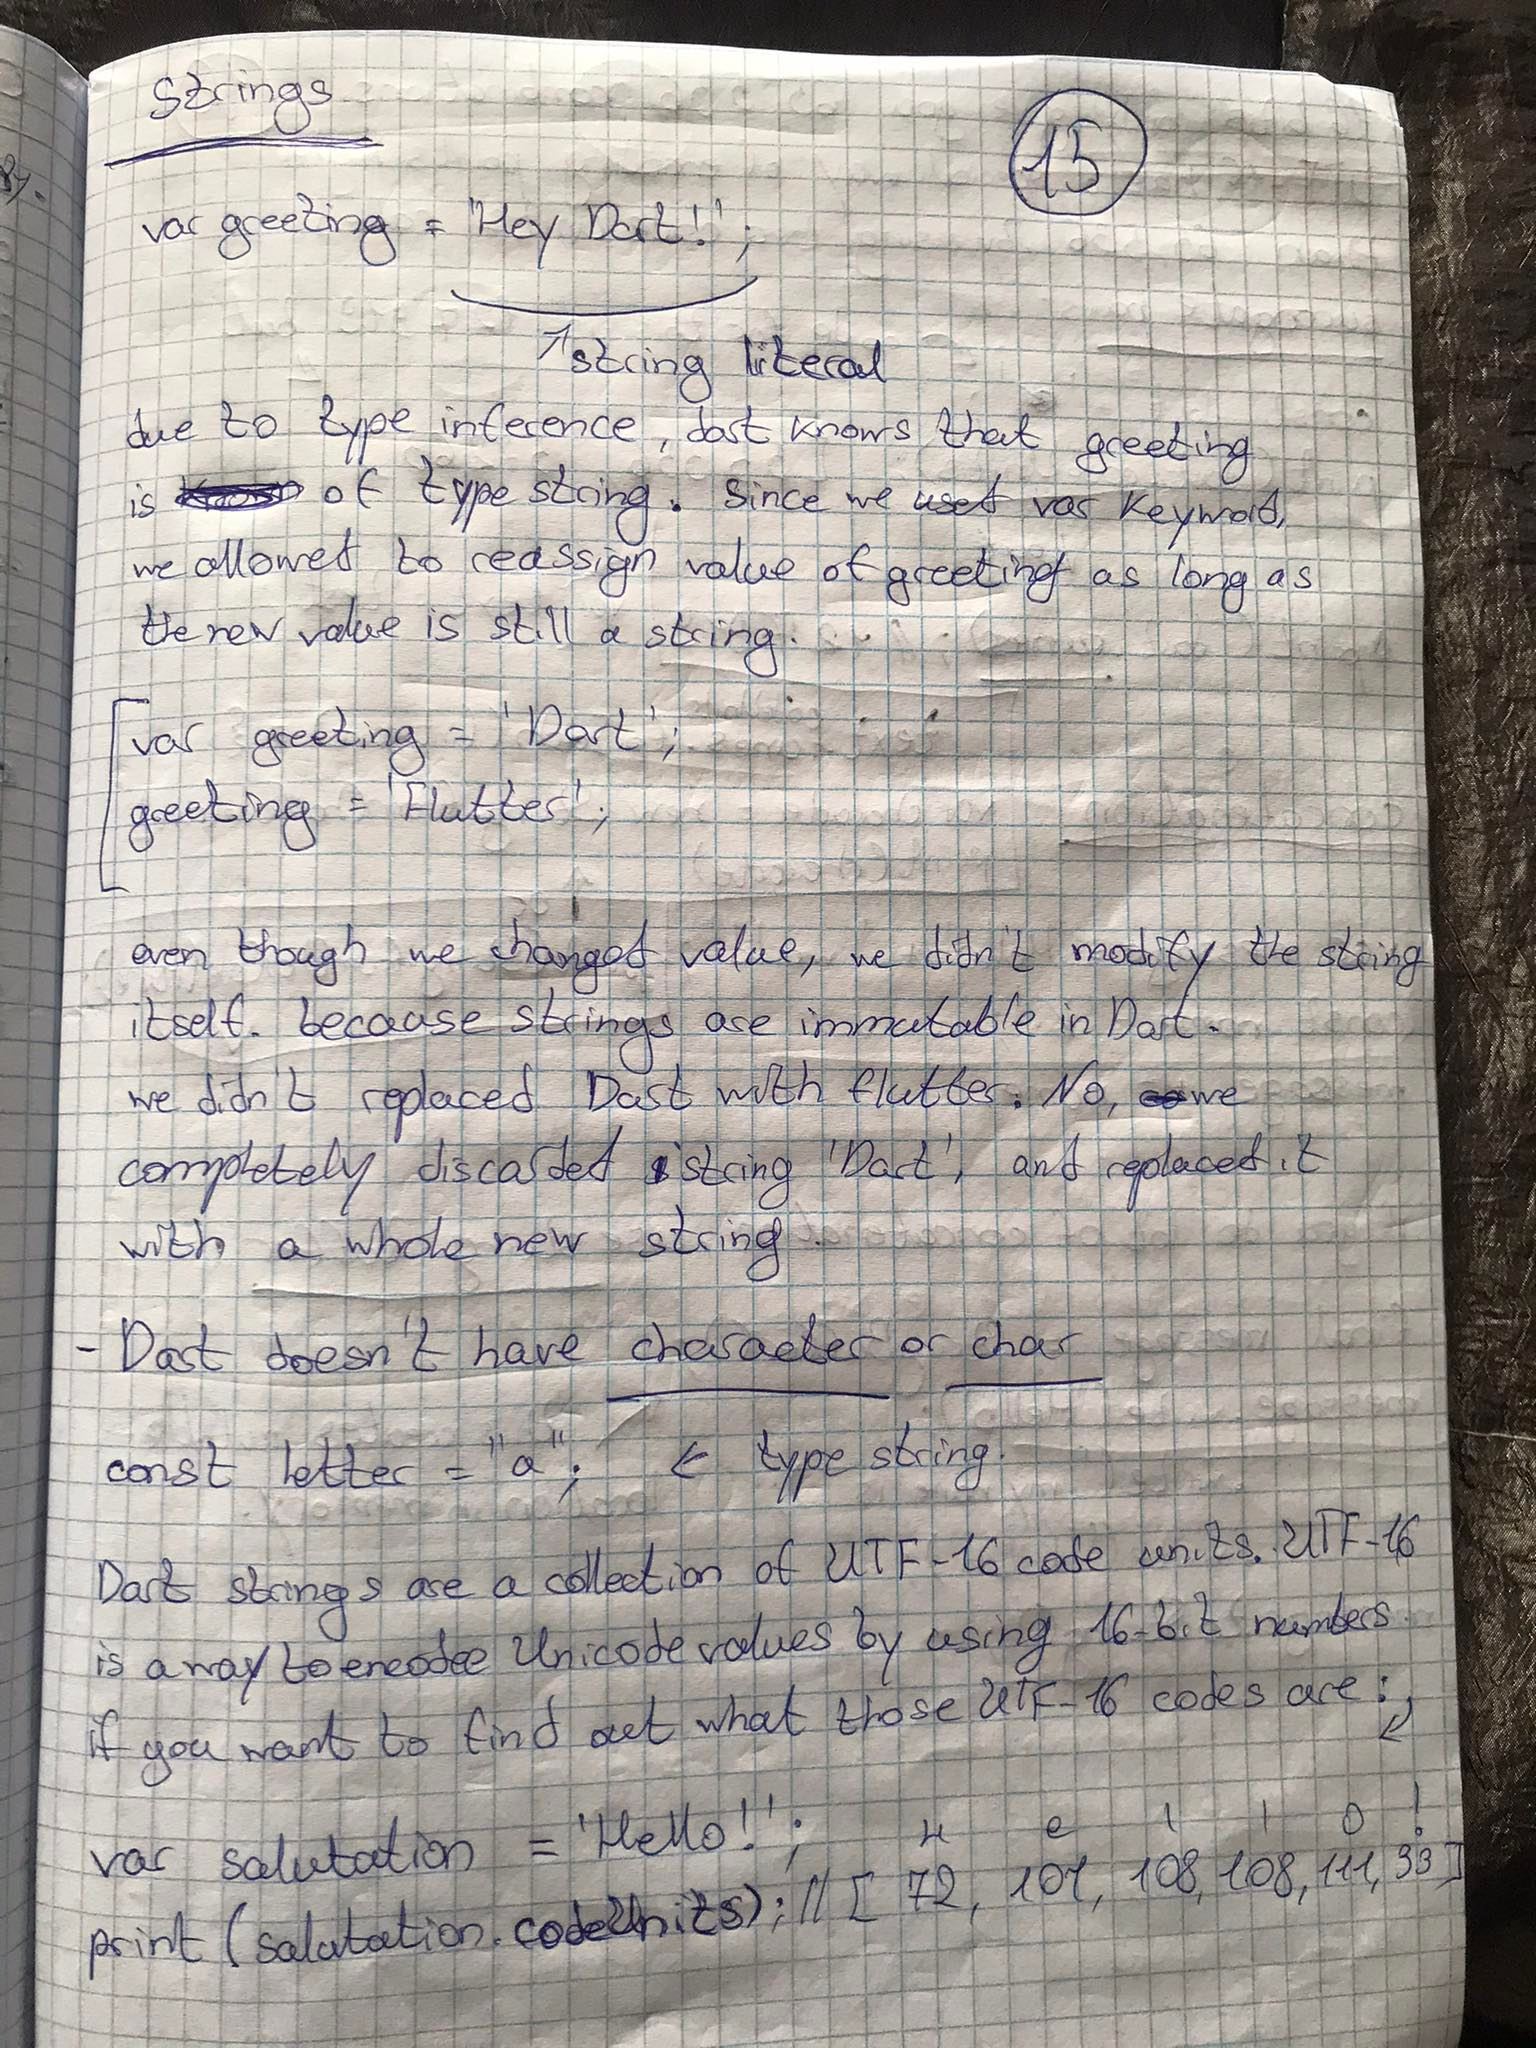 Strings
15
var greeting = 'Hey Dart!';
↗string literal
due to type inference, dart knows that greeting
is of type string. Since we used var keyword,
we allowed to reassign value of greeting as long as
the new value is still a string.
var greeting = 'Dart';
greeting = 'Flutter';
even though we changed value, we didn't modify the string
itself. because strings are immutable in Dart.
we didn't replaced Dart with flutter. No, we
completely discarded string 'Dart', and replaced it
with a whole new string.
- Dart doesn't have character or char
const letter = "a"; ← type string.
Dart strings are a collection of UTF-16 code units. UTF-16
is a way to encodee Unicode values by using 16-bit numbers.
if you want to find out what those UTF-16 codes are:
var salutation = 'Hello!'; H e l l o !
print (salutation.codeUnits); // [ 72, 101, 108, 108, 111, 33 ]